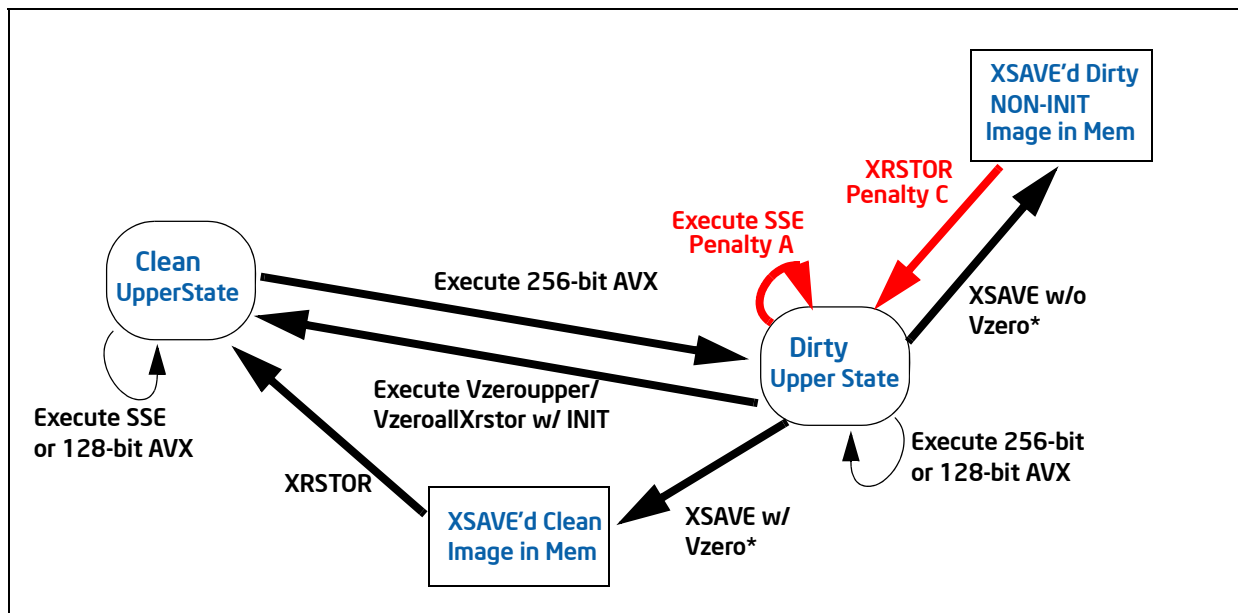 XSAVE'd Dirty
NON-INIT
Image in Mem
XRSTOR
Penalty C
Execute SSE
Penalty A
Clean
UpperState
Execute 256-bit AVX
XSAVE w/o
Vzero*
Dirty
Upper State
Execute Vzeroupper/
VzeroallXrstor w/ INIT
Execute SSE
or 128-bit AVX
Execute 256-bit
or 128-bit AVX
XRSTOR
XSAVE'd Clean
Image in Mem
XSAVE w/
Vzero*